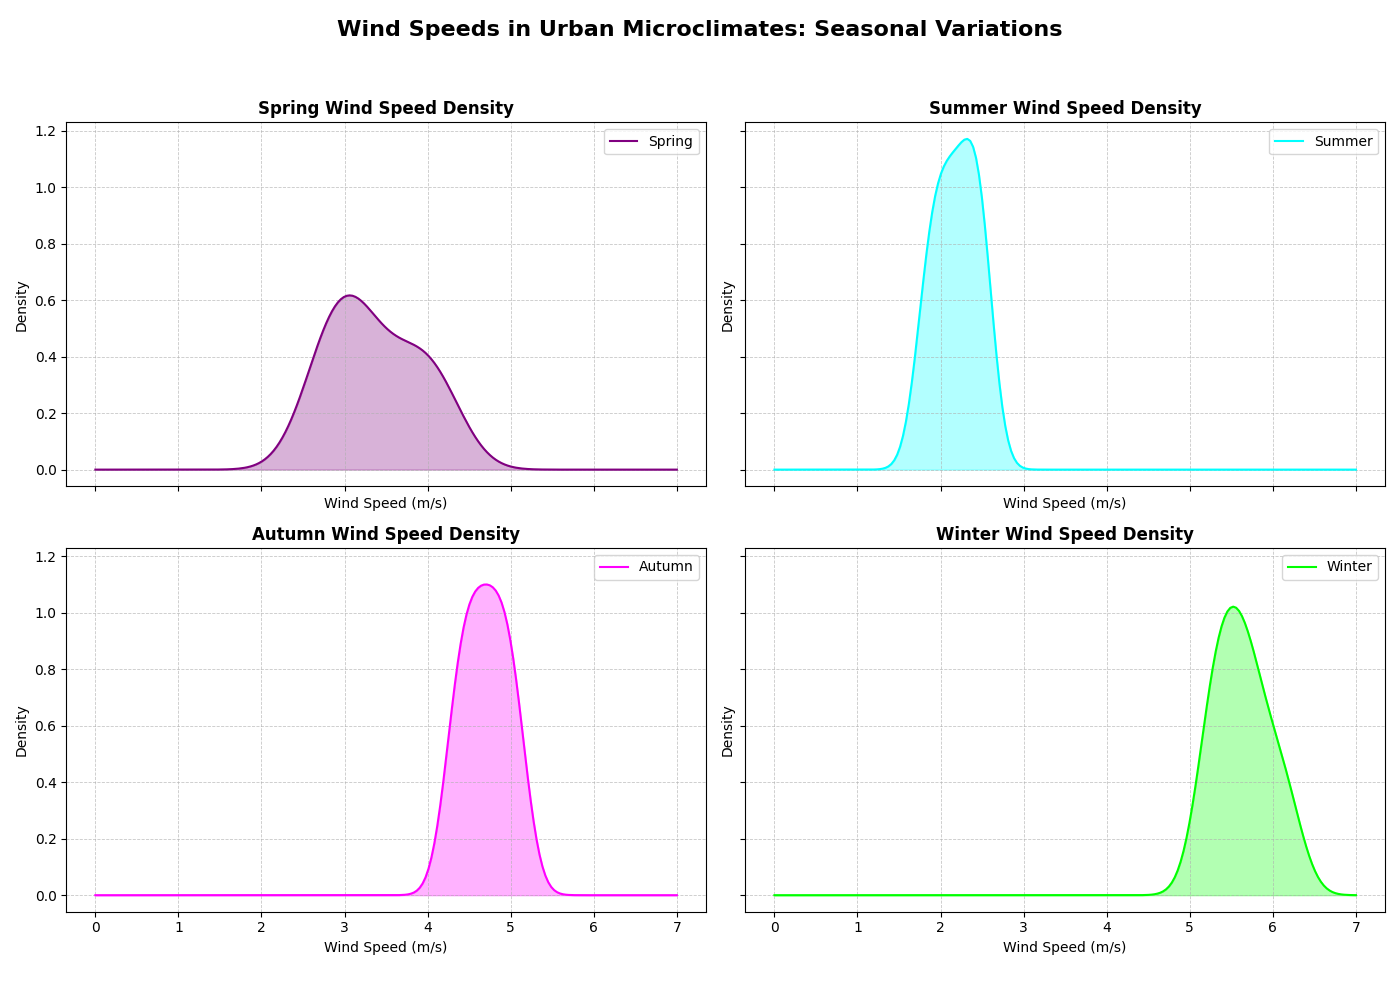 Wind Speeds in Urban Microclimates: Seasonal Variations
Spring Wind Speed Density
1.2
1.0
0.8
0.6
0.4
0.2
0.0
Density
Spring
Wind Speed (m/s)
Summer Wind Speed Density
Density
Summer
Wind Speed (m/s)
Autumn Wind Speed Density
1.2
1.0
0.8
0.6
0.4
0.2
0.0
Density
Autumn
0 1 2 3 4 5 6 7
Wind Speed (m/s)
Winter Wind Speed Density
Density
Winter
0 1 2 3 4 5 6 7
Wind Speed (m/s)